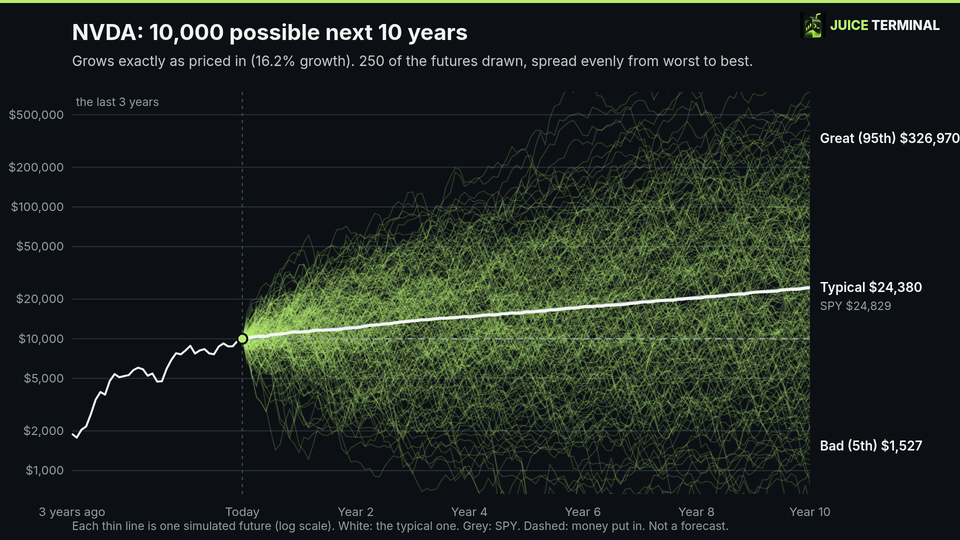 NVDA: 10,000 possible next 10 years
JUICE TERMINAL
Grows exactly as priced in (16.2% growth). 250 of the futures drawn, spread evenly from worst to best.
the last 3 years
$500,000
$200,000
$100,000
$50,000
$20,000
$10,000
$5,000
$2,000
$1,000
Great (95th) $326,970
Typical $24,380
SPY $24,829
Bad (5th) $1,527
3 years ago Today Year 2 Year 4 Year 6 Year 8 Year 10
Each thin line is one simulated future (log scale). White: the typical one. Grey: SPY. Dashed: money put in. Not a forecast.